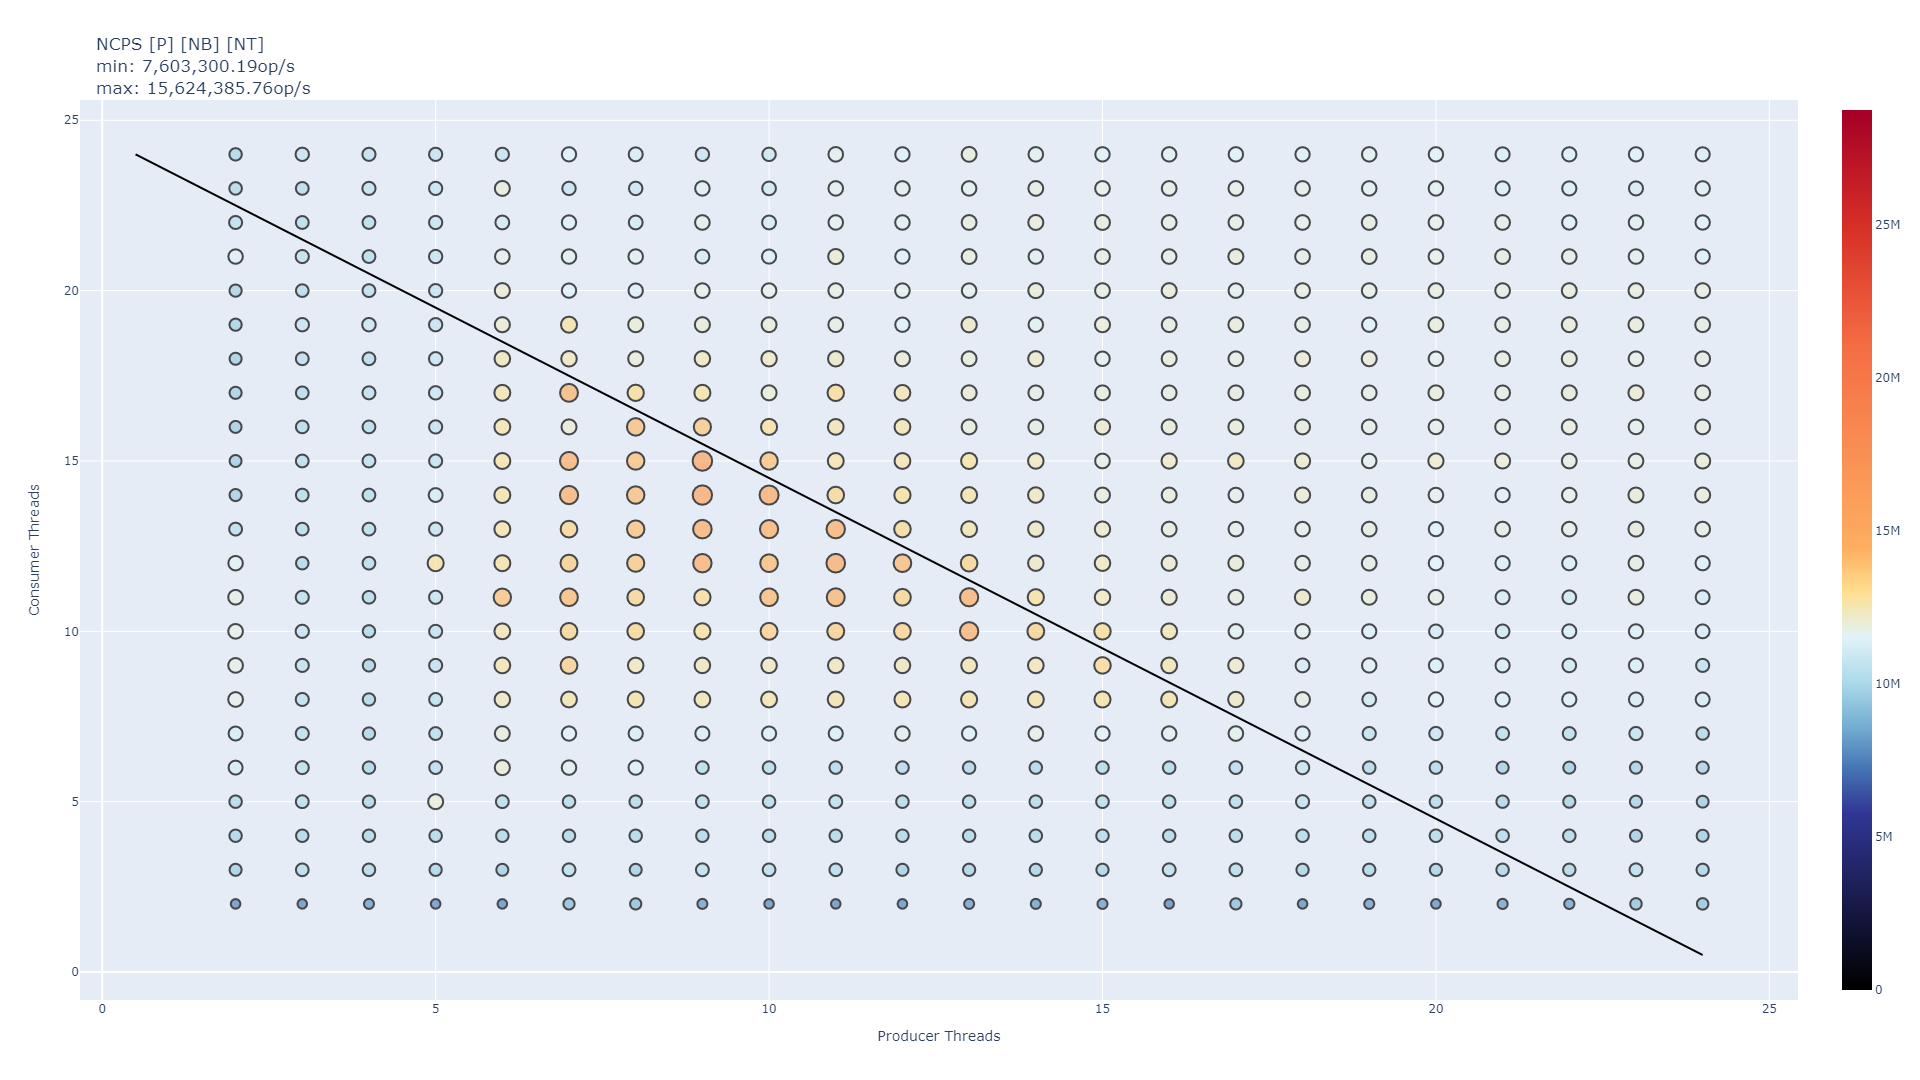 NCPS [P] [NB] [NT]
min: 7,603,300.19op/s
max: 15,624,385.76op/s
25
20
15
10
5
0
Consumer Threads
0
5
10
15
20
25
Producer Threads
25M
20M
15M
10M
5M
0